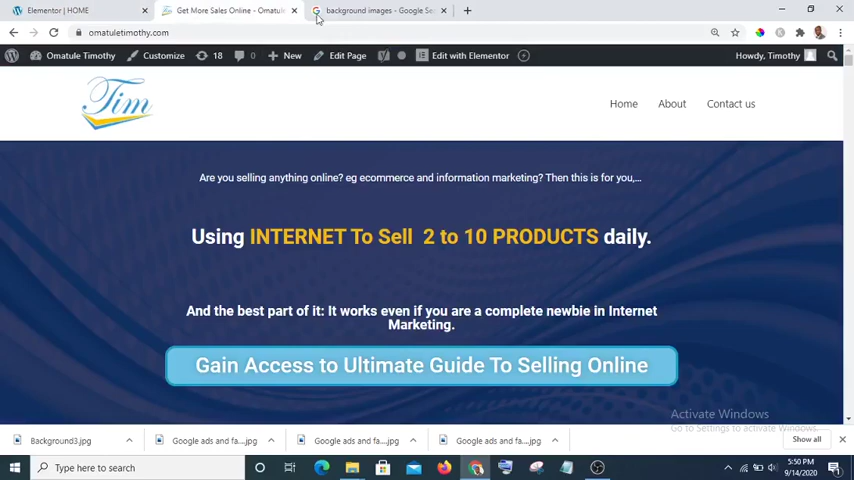 Elementor | HOME
Get More Sales Online - Omatule
background images - Google Se
omatuletimothy.com
Omatule Timothy
Customize
18
0
New
Edit Page
Edit with Elementor
Howdy, Timothy
Tim
Home
About
Contact us
Are you selling anything online? eg ecommerce and information marketing? Then this is for you,...
Using INTERNET To Sell 2 to 10 PRODUCTS daily.
And the best part of it: It works even if you are a complete newbie in Internet
Marketing.
Gain Access to Ultimate Guide To Selling Online
Activate Windows
Go to Settings to activate Windows.
Background3.jpg
Google ads and fa....jpg
Google ads and fa....jpg
Google ads and fa....jpg
Show all
Type here to search
5:50 PM
9/14/2020